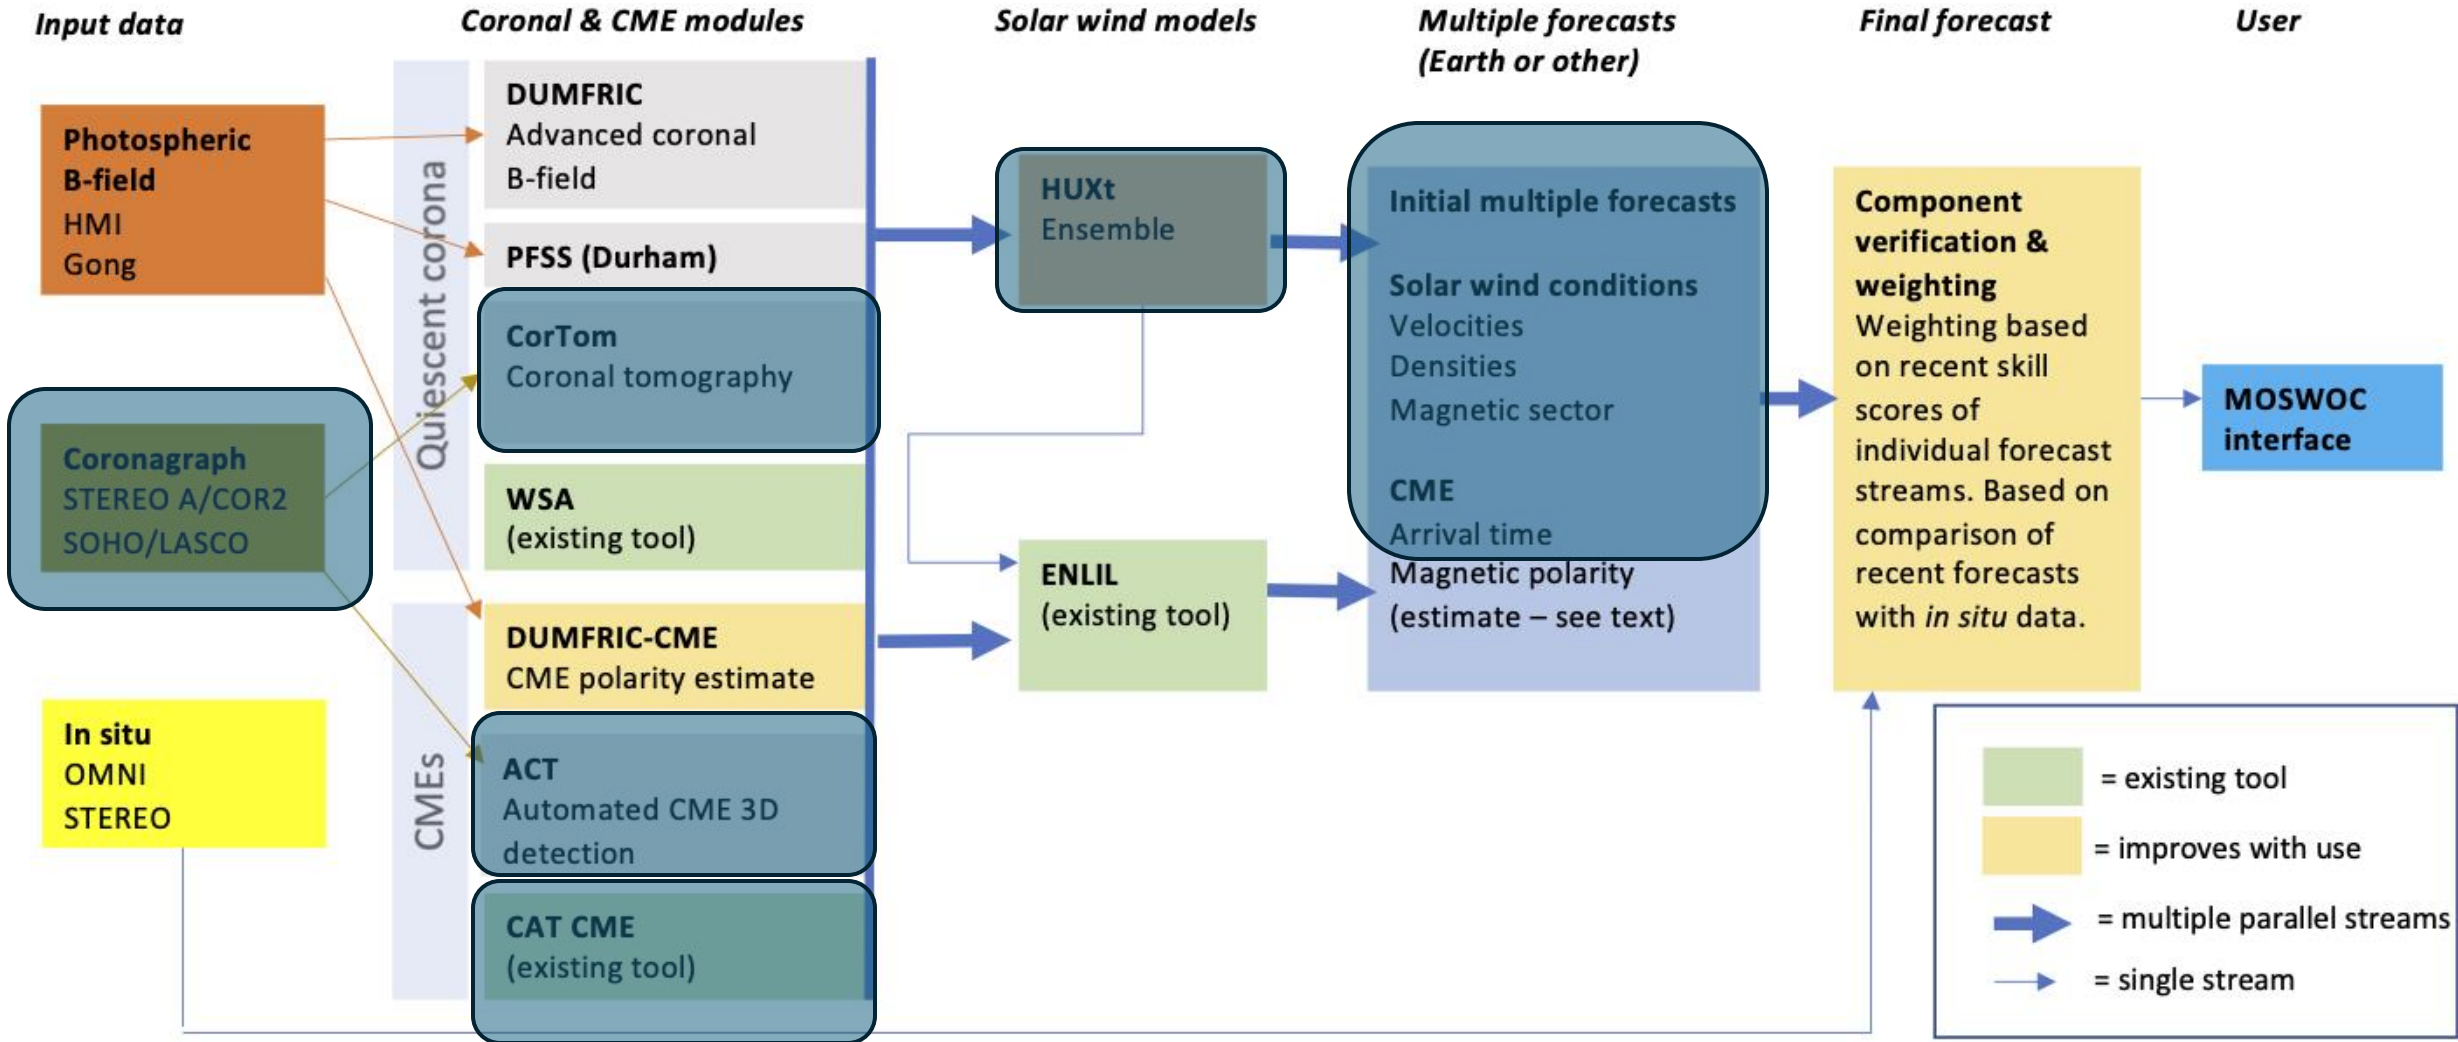 Input data
Coronal & CME modules
Solar wind models
Multiple forecasts
(Earth or other)
Final forecast
User
Photospheric
B-field
HMI
Gong
Coronagraph
STEREO A/COR2
SOHO/LASCO
In situ
OMNI
STEREO
Quiescent corona
CMEs
DUMFRIC
Advanced coronal
B-field
PFSS (Durham)
CorTom
Coronal tomography
WSA
(existing tool)
DUMFRIC-CME
CME polarity estimate
ACT
Automated CME 3D
detection
CAT CME
(existing tool)
HUXt
Ensemble
ENLIL
(existing tool)
Initial multiple forecasts
Solar wind conditions
Velocities
Densities
Magnetic sector
CME
Arrival time
Magnetic polarity
(estimate – see text)
Component
verification &
weighting
Weighting based
on recent skill
scores of
individual forecast
streams. Based on
comparison of
recent forecasts
with in situ data.
MOSWOC
interface
= existing tool
= improves with use
= multiple parallel streams
= single stream